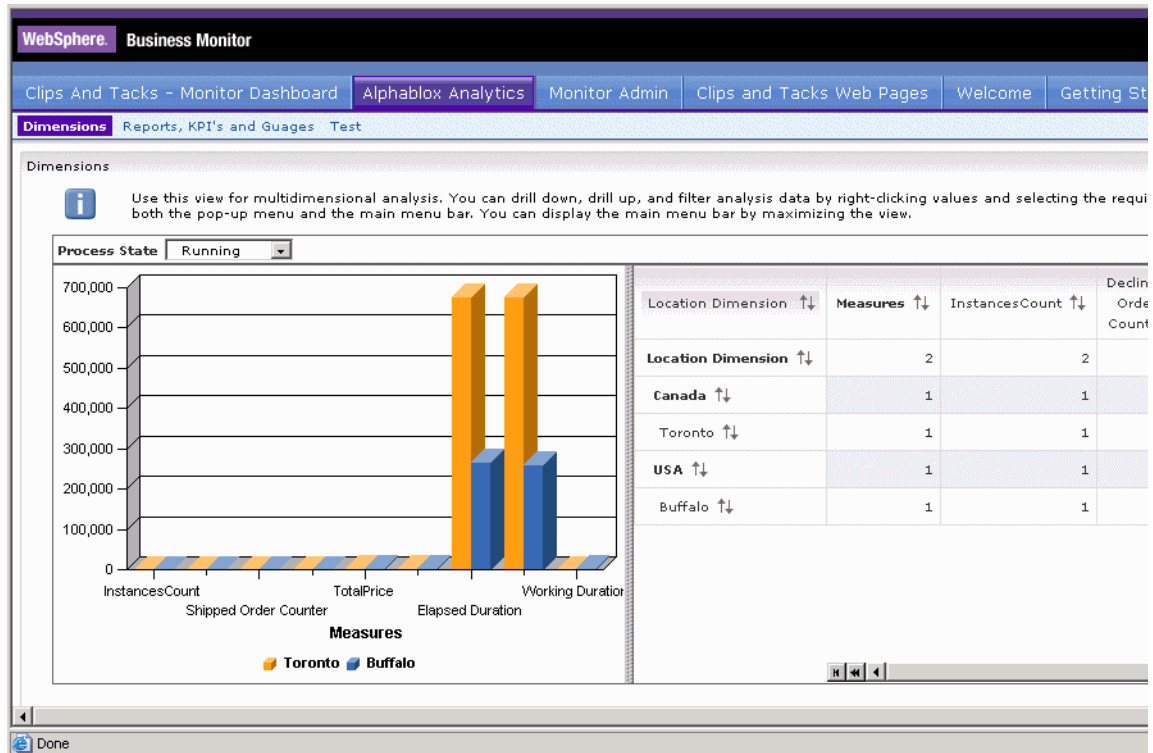 WebSphere. Business Monitor
Clips And Tacks - Monitor Dashboard Alphablox Analytics Monitor Admin Clips and Tacks Web Pages Welcome Getting St
Dimensions Reports, KPI's and Guages Test
Dimensions
Use this view for multidimensional analysis. You can drill down, drill up, and filter analysis data by right-clicking values and selecting the requi
both the pop-up menu and the main menu bar. You can display the main menu bar by maximizing the view.
Process State Running
700,000
600,000
500,000
400,000
300,000
200,000
100,000
0
InstancesCount TotalPrice Working Duration
Shipped Order Counter Elapsed Duration
Measures
Toronto Buffalo
Location Dimension Measures InstancesCount Declin
Orde
Count
Location Dimension 2 2
Canada 1 1
Toronto 1 1
USA 1 1
Buffalo 1 1
Done